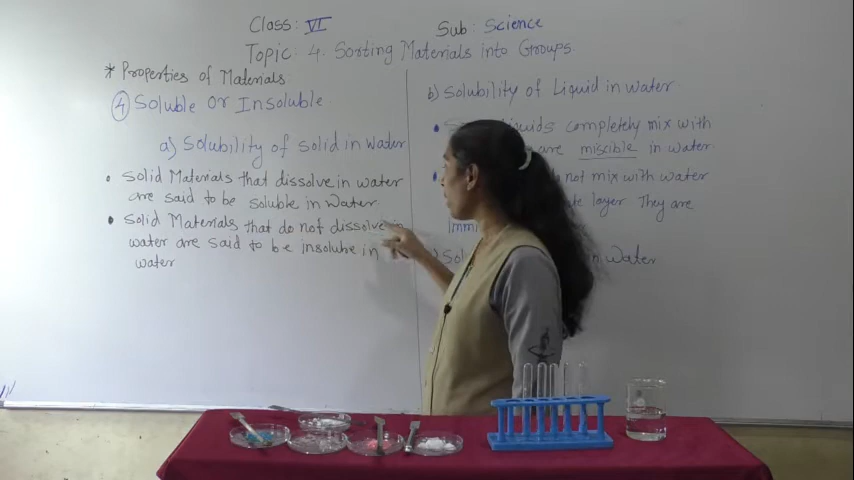 Class: VI
Sub: Science
Topic: 4. Sorting Materials into Groups
* Properties of Materials
④ Soluble or Insoluble
a) Solubility of Solid in Water
• Solid Materials that dissolve in water
are said to be soluble in Water.
• Solid Materials that do not dissolve in
water are said to be insolube in
water
b) Solubility of Liquid in water
completely mix with
are miscible in water.
not mix with water
layer. They are
in Water